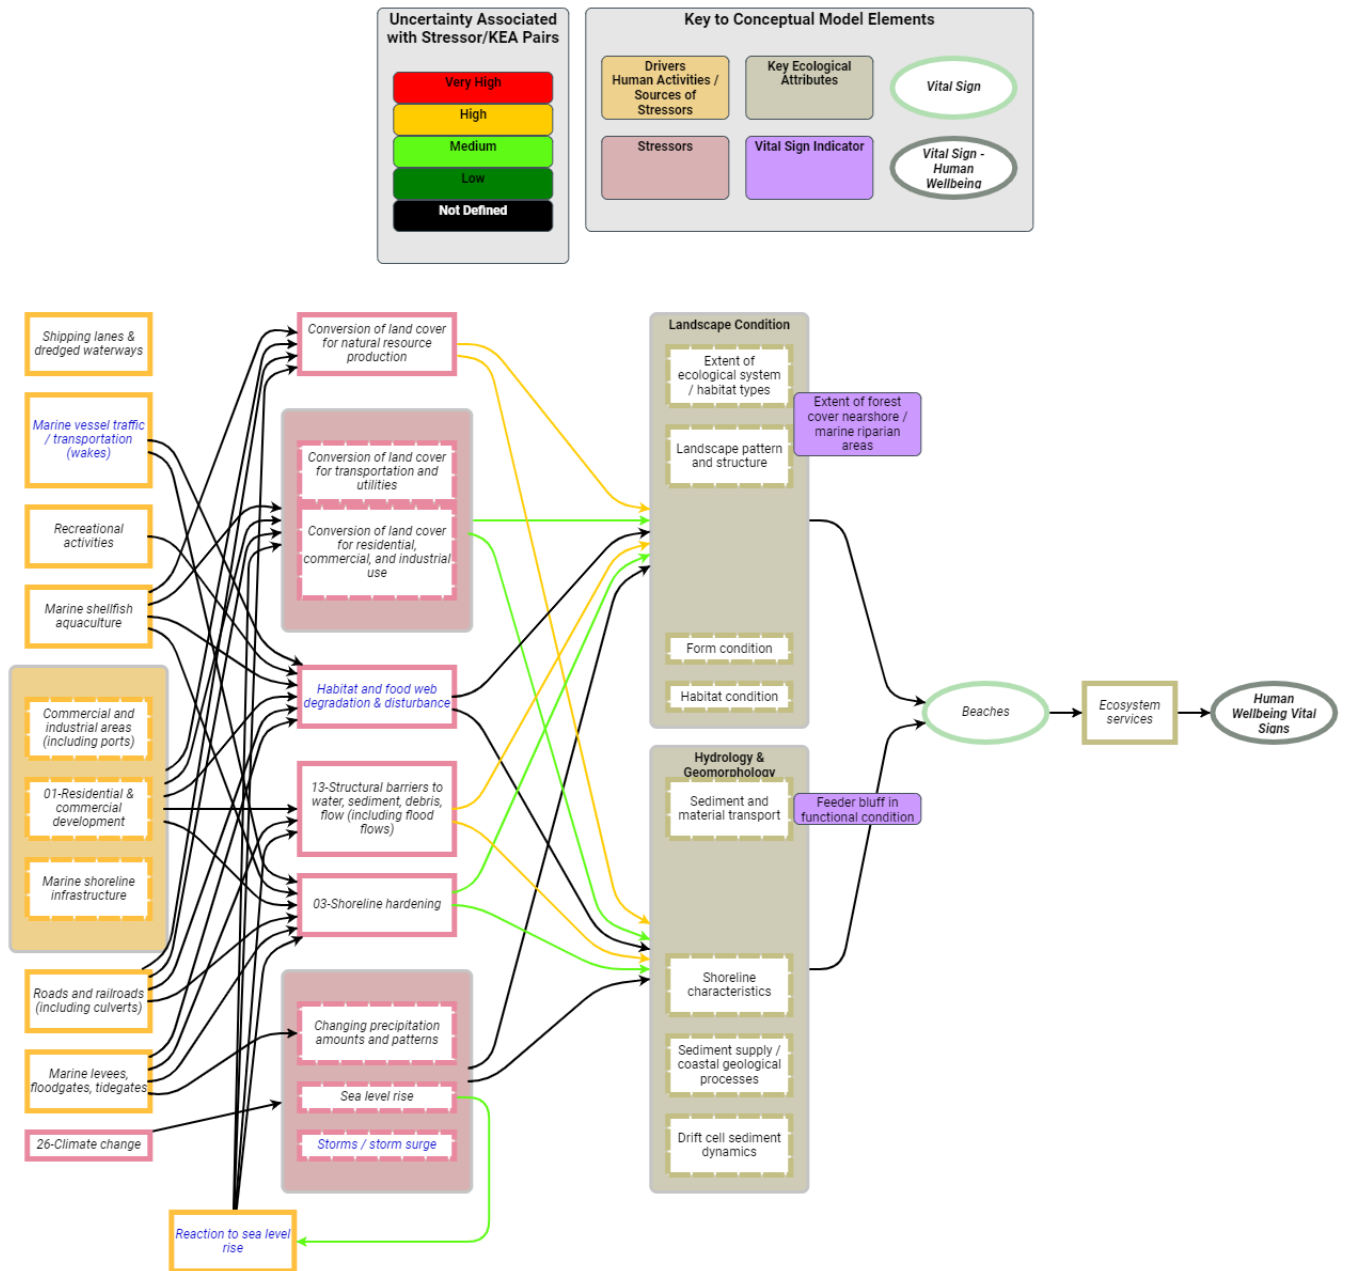 Uncertainty Associated
with Stressor/KEA Pairs
Very High
High
Medium
Low
Not Defined
Key to Conceptual Model Elements
Drivers
Human Activities /
Sources of
Stressors
Key Ecological
Attributes
Vital Sign
Stressors
Vital Sign Indicator
Vital Sign -
Human
Wellbeing
Shipping lanes &
dredged waterways
Marine vessel traffic
/ transportation
(wakes)
Recreational
activities
Marine shellfish
aquaculture
Commercial and
industrial areas
(including ports)
01-Residential &
commercial
development
Marine shoreline
infrastructure
Roads and railroads
(including culverts)
Marine levees,
floodgates, tidegates
26-Climate change
Reaction to sea level
rise
Conversion of land cover
for natural resource
production
Conversion of land cover
for transportation and
utilities
Conversion of land cover
for residential,
commercial, and industrial
use
Habitat and food web
degradation & disturbance
13-Structural barriers to
water, sediment, debris,
flow (including flood
flows)
03-Shoreline hardening
Changing precipitation
amounts and patterns
Sea level rise
Storms / storm surge
Landscape Condition
Extent of
ecological system
/ habitat types
Extent of forest
cover nearshore /
marine riparian
areas
Landscape pattern
and structure
Form condition
Habitat condition
Hydrology &
Geomorphology
Sediment and
material transport
Feeder bluff in
functional condition
Shoreline
characteristics
Sediment supply /
coastal geological
processes
Drift cell sediment
dynamics
Beaches
Ecosystem
services
Human
Wellbeing Vital
Signs